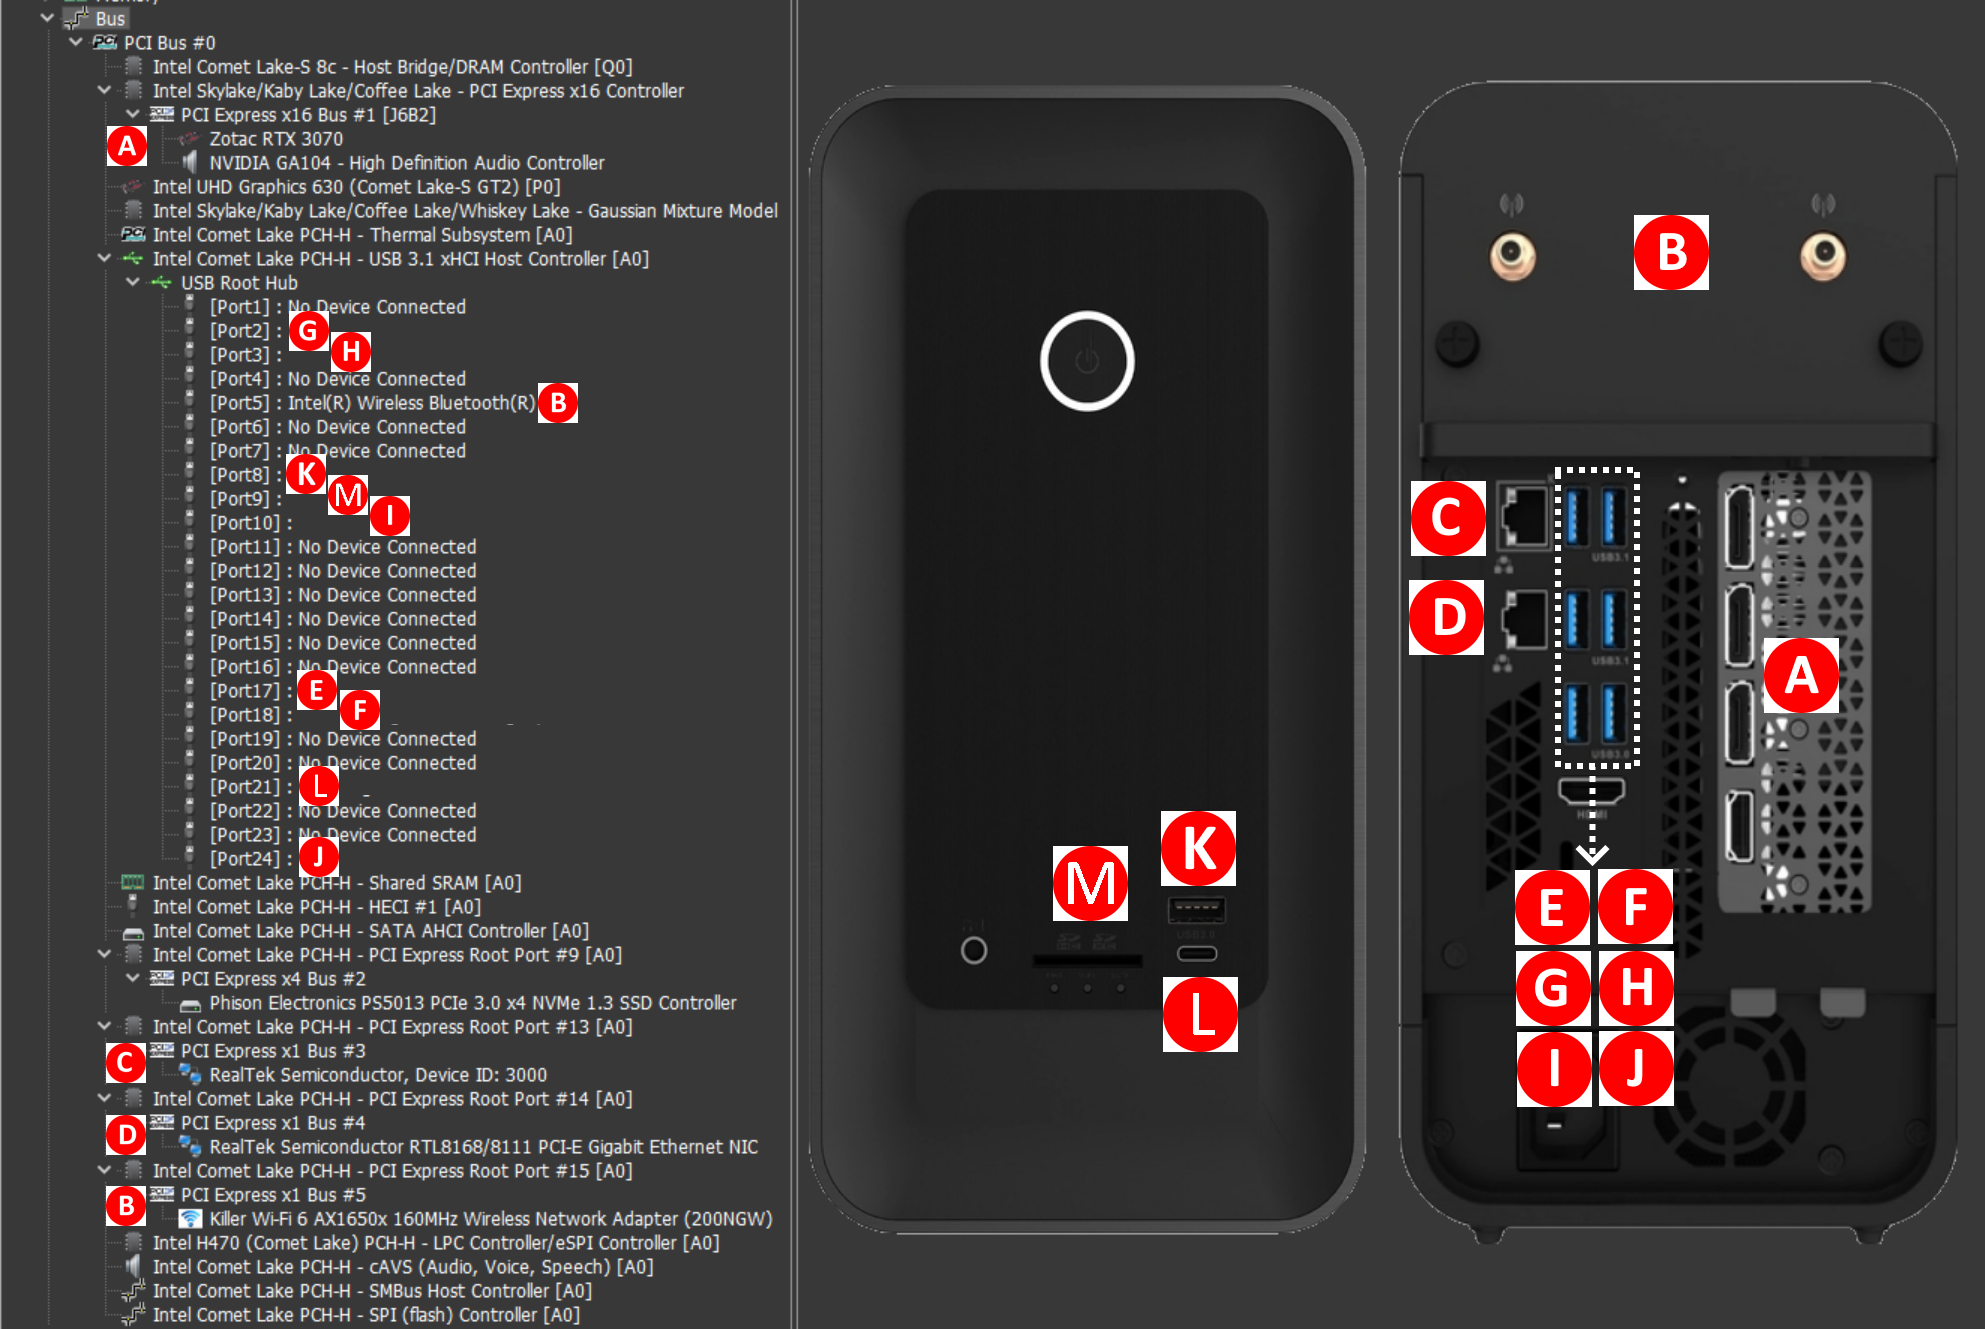 Bus
PCI Bus #0
Intel Comet Lake-S 8c - Host Bridge/DRAM Controller [Q0]
Intel Skylake/Kaby Lake/Coffee Lake - PCI Express x16 Controller
PCI Express x16 Bus #1 [J6B2]
A
Zotac RTX 3070
NVIDIA GA104 - High Definition Audio Controller
Intel UHD Graphics 630 (Comet Lake-S GT2) [P0]
Intel Skylake/Kaby Lake/Coffee Lake/Whiskey Lake - Gaussian Mixture Model
Intel Comet Lake PCH-H - Thermal Subsystem [A0]
Intel Comet Lake PCH-H - USB 3.1 xHCI Host Controller [A0]
USB Root Hub
[Port1] : No Device Connected
[Port2] : G
[Port3] : H
[Port4] : No Device Connected
[Port5] : Intel(R) Wireless Bluetooth(R) B
[Port6] : No Device Connected
[Port7] : No Device Connected
[Port8] : K
[Port9] : M
[Port10] : I
[Port11] : No Device Connected
[Port12] : No Device Connected
[Port13] : No Device Connected
[Port14] : No Device Connected
[Port15] : No Device Connected
[Port16] : No Device Connected
[Port17] : E
[Port18] : F
[Port19] : No Device Connected
[Port20] : No Device Connected
[Port21] : L
[Port22] : No Device Connected
[Port23] : No Device Connected
[Port24] : J
Intel Comet Lake PCH-H - Shared SRAM [A0]
Intel Comet Lake PCH-H - HECI #1 [A0]
Intel Comet Lake PCH-H - SATA AHCI Controller [A0]
Intel Comet Lake PCH-H - PCI Express Root Port #9 [A0]
PCI Express x4 Bus #2
Phison Electronics PS5013 PCIe 3.0 x4 NVMe 1.3 SSD Controller
Intel Comet Lake PCH-H - PCI Express Root Port #13 [A0]
C
PCI Express x1 Bus #3
RealTek Semiconductor, Device ID: 3000
Intel Comet Lake PCH-H - PCI Express Root Port #14 [A0]
D
PCI Express x1 Bus #4
RealTek Semiconductor RTL8168/8111 PCI-E Gigabit Ethernet NIC
Intel Comet Lake PCH-H - PCI Express Root Port #15 [A0]
B
PCI Express x1 Bus #5
Killer Wi-Fi 6 AX1650x 160MHz Wireless Network Adapter (200NGW)
Intel H470 (Comet Lake) PCH-H - LPC Controller/eSPI Controller [A0]
Intel Comet Lake PCH-H - cAVS (Audio, Voice, Speech) [A0]
Intel Comet Lake PCH-H - SMBus Host Controller [A0]
Intel Comet Lake PCH-H - SPI (flash) Controller [A0]
K
M
USB3.0
L
B
C
USB3.1
D
USB3.1
A
USB3.0
HDMI
E F
G H
I J